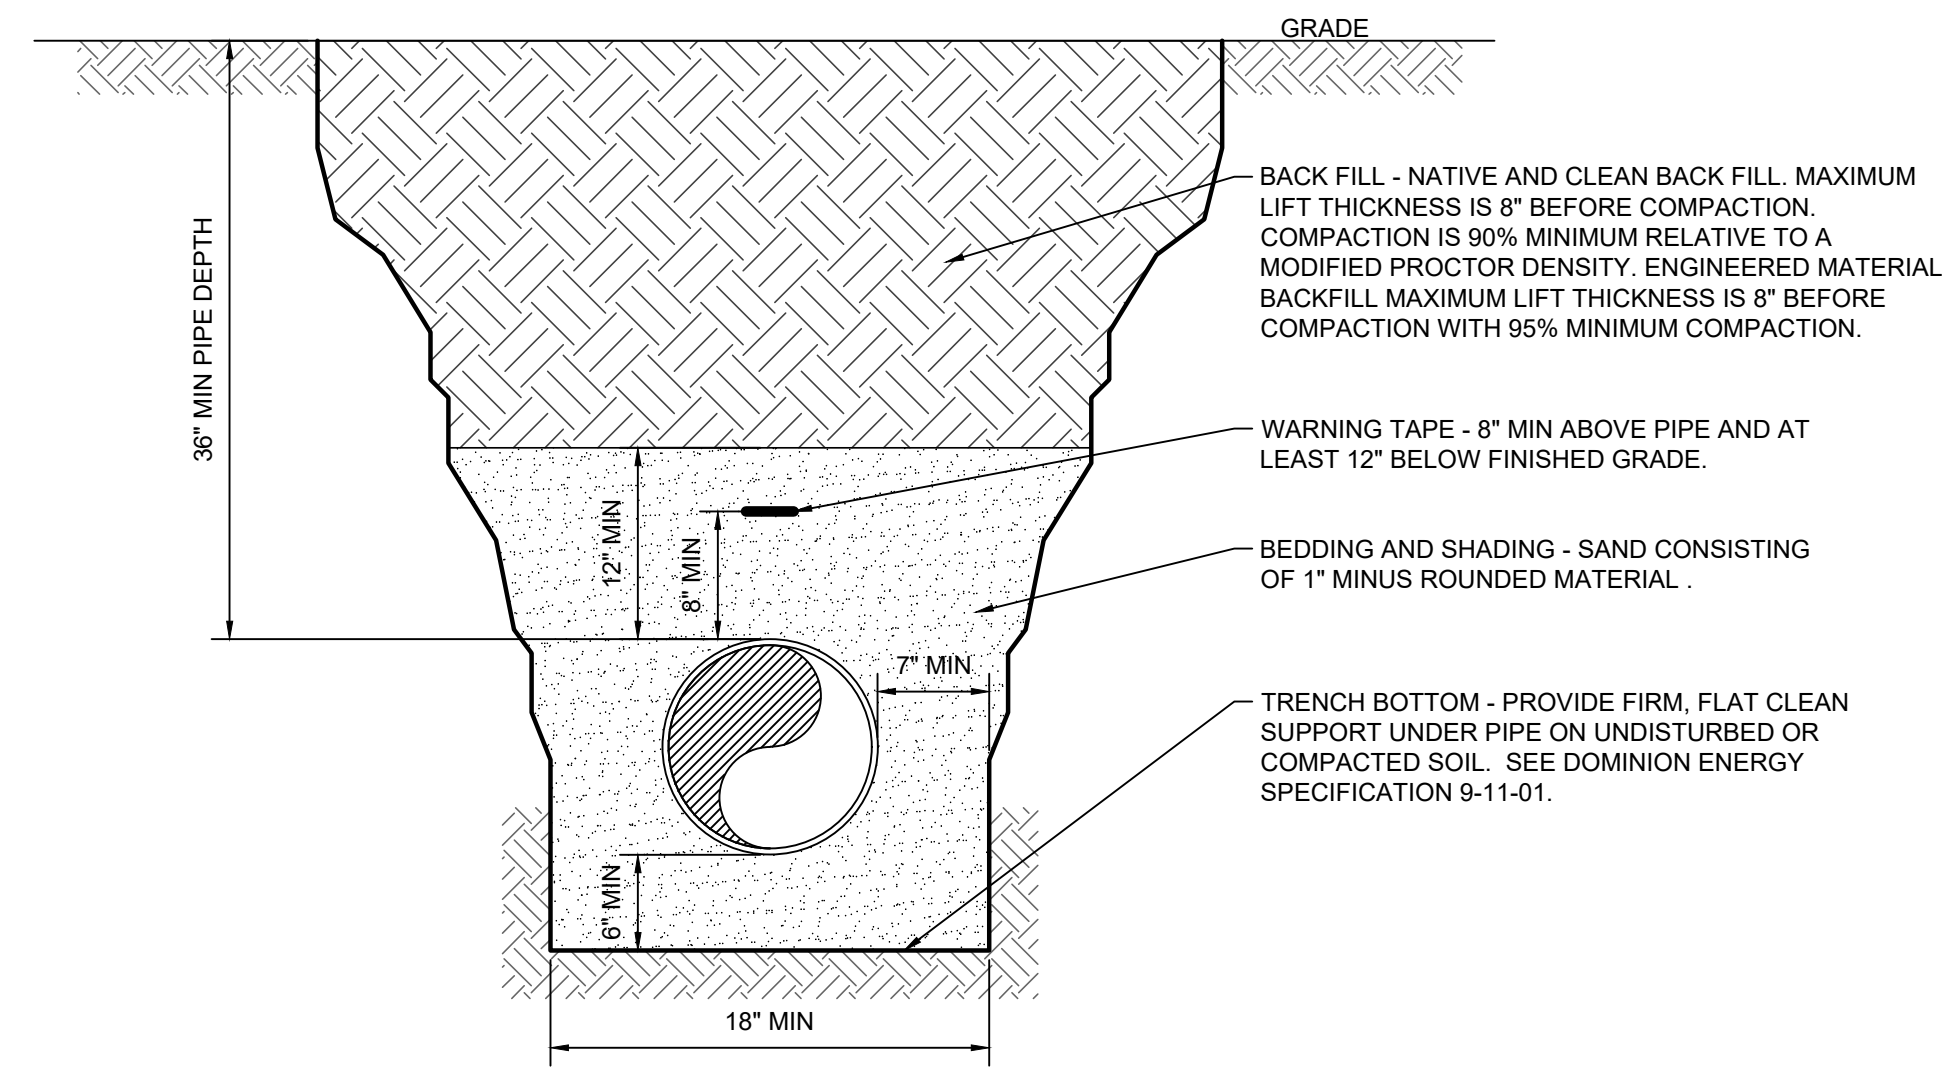 GRADE
36" MIN PIPE DEPTH
BACK FILL - NATIVE AND CLEAN BACK FILL. MAXIMUM
LIFT THICKNESS IS 8" BEFORE COMPACTION.
COMPACTION IS 90% MINIMUM RELATIVE TO A
MODIFIED PROCTOR DENSITY. ENGINEERED MATERIAL
BACKFILL MAXIMUM LIFT THICKNESS IS 8" BEFORE
COMPACTION WITH 95% MINIMUM COMPACTION.
WARNING TAPE - 8" MIN ABOVE PIPE AND AT
LEAST 12" BELOW FINISHED GRADE.
12" MIN
8" MIN
BEDDING AND SHADING - SAND CONSISTING
OF 1" MINUS ROUNDED MATERIAL .
7" MIN
TRENCH BOTTOM - PROVIDE FIRM, FLAT CLEAN
SUPPORT UNDER PIPE ON UNDISTURBED OR
COMPACTED SOIL. SEE DOMINION ENERGY
SPECIFICATION 9-11-01.
6" MIN
18" MIN